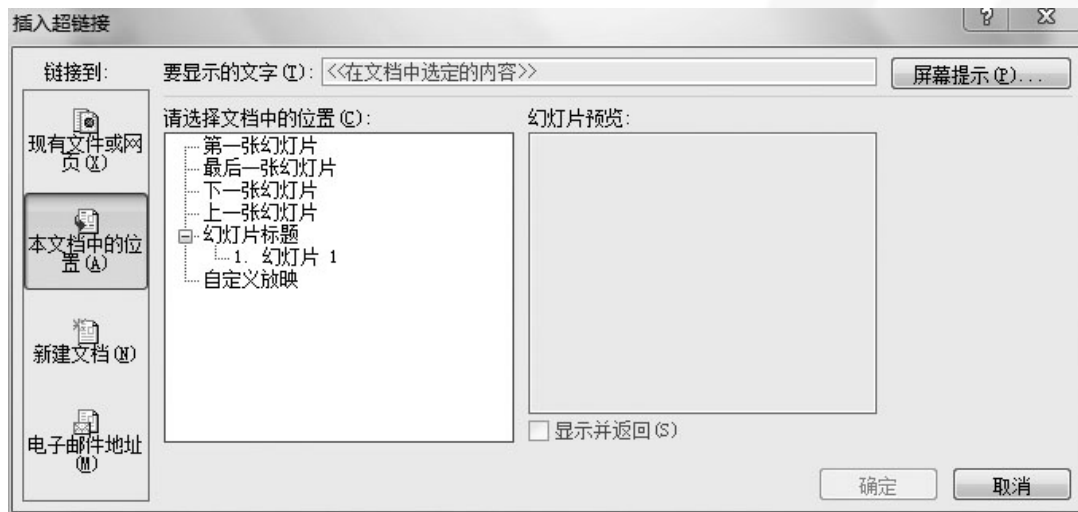 插入超链接
链接到:
要显示的文字(T): <<在文档中选定的内容>>
屏幕提示(P)...
现有文件或网
页(X)
本文档中的位
置(A)
新建文档(N)
电子邮件地址
(M)
请选择文档中的位置(C):
第一张幻灯片
最后一张幻灯片
下一张幻灯片
上一张幻灯片
幻灯片标题
1. 幻灯片 1
自定义放映
幻灯片预览:
显示并返回(S)
确定
取消